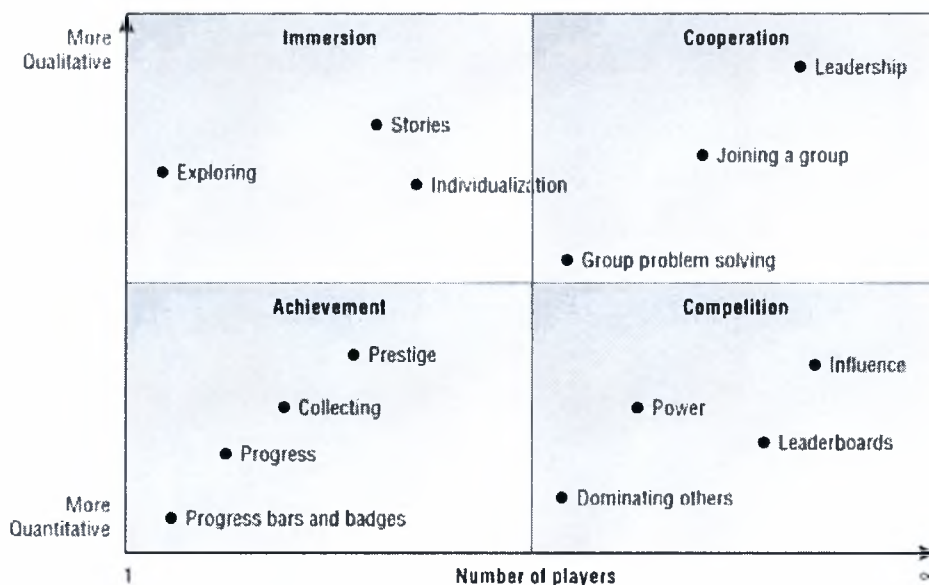 More
Qualitative
Immersion
Cooperation
Leadership
Stories
Joining a group
Exploring
Individualization
Group problem solving
Achievement
Competition
Prestige
Influence
Collecting
Power
Leaderboards
Progress
More
Quantitative
Dominating others
Progress bars and badges
1
Number of players
∞